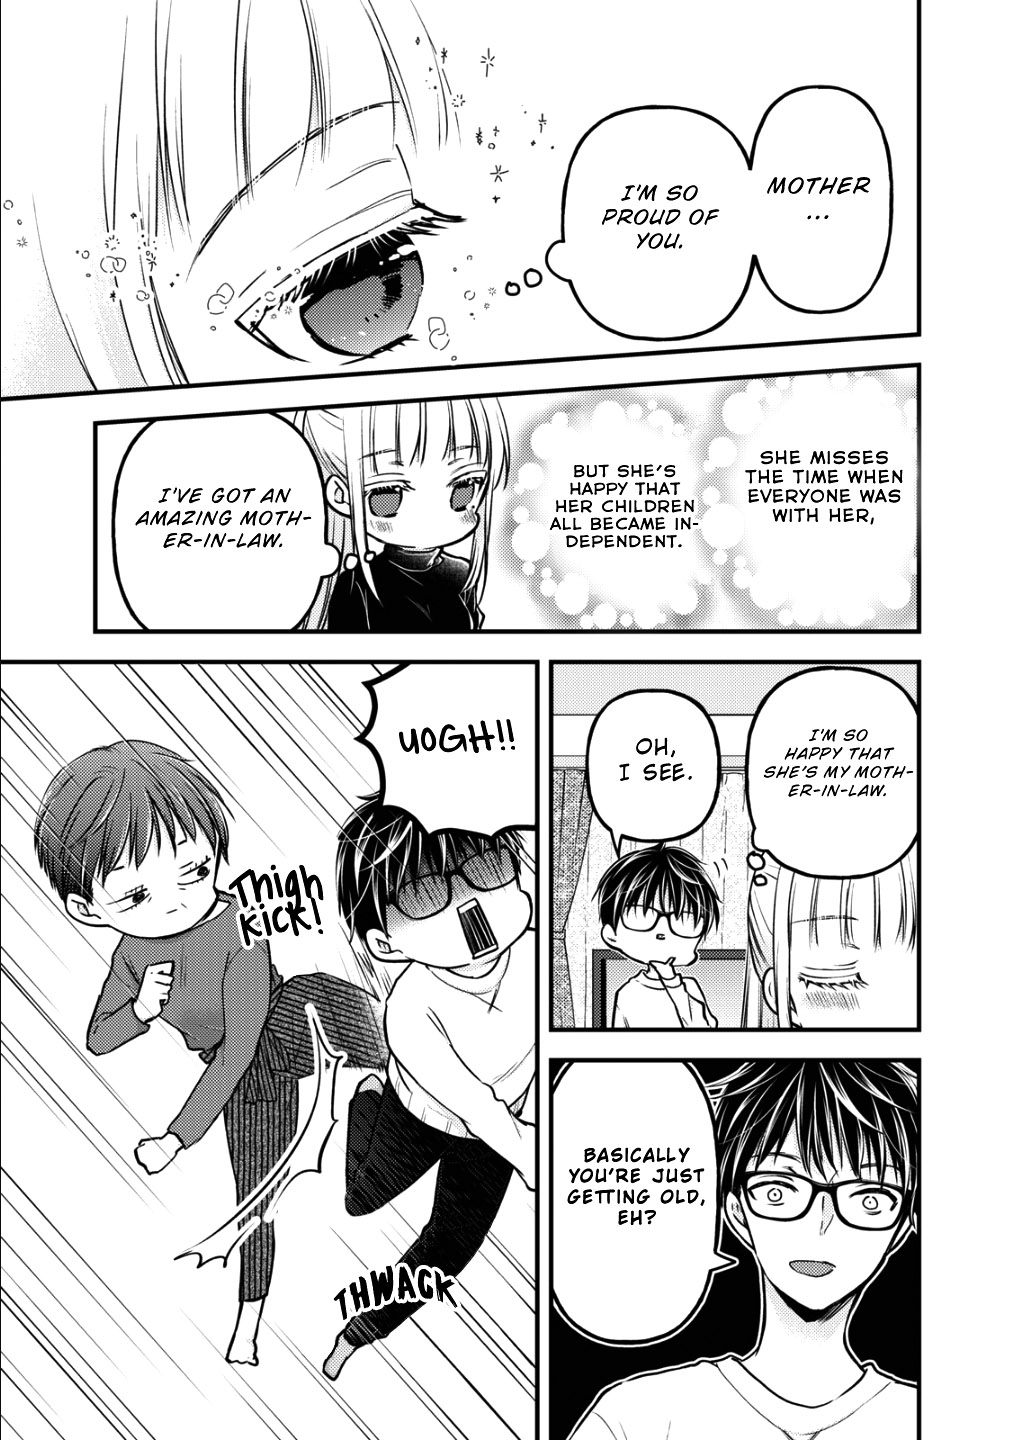 MOTHER
...
I'M SO
PROUD OF
YOU.
SHE MISSES
THE TIME WHEN
EVERYONE WAS
WITH HER,
BUT SHE'S
HAPPY THAT
HER CHILDREN
ALL BECAME IN-
DEPENDENT.
I'VE GOT AN
AMAZING MOTH-
ER-IN-LAW.
I'M SO
HAPPY THAT
SHE'S MY MOTH-
ER-IN-LAW.
OH,
I SEE.
BASICALLY
YOU'RE JUST
GETTING OLD,
EH?
UOGH!!
Thigh
KICK!
THWACK